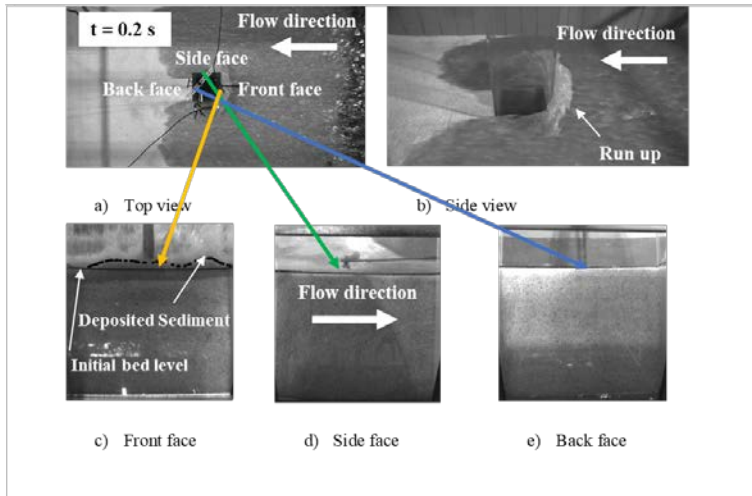 t = 0.2 s
Flow direction
Side face
Back face
Front face
Flow direction
Run up
a) Top view
b) Side view
Deposited Sediment
Initial bed level
Flow direction
c) Front face
d) Side face
e) Back face